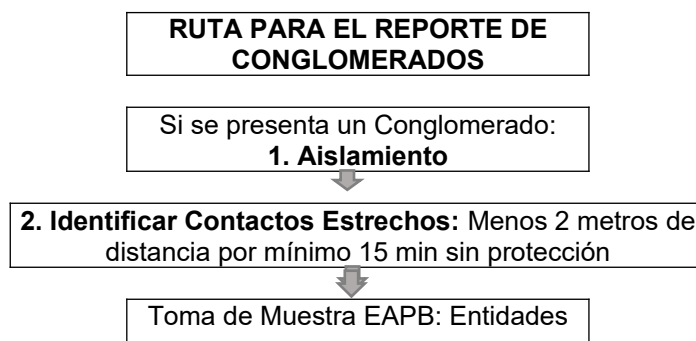 RUTA PARA EL REPORTE DE
CONGLOMERADOS
Si se presenta un Conglomerado:
1. Aislamiento
2. Identificar Contactos Estrechos: Menos 2 metros de
distancia por mínimo 15 min sin protección
Toma de Muestra EAPB: Entidades